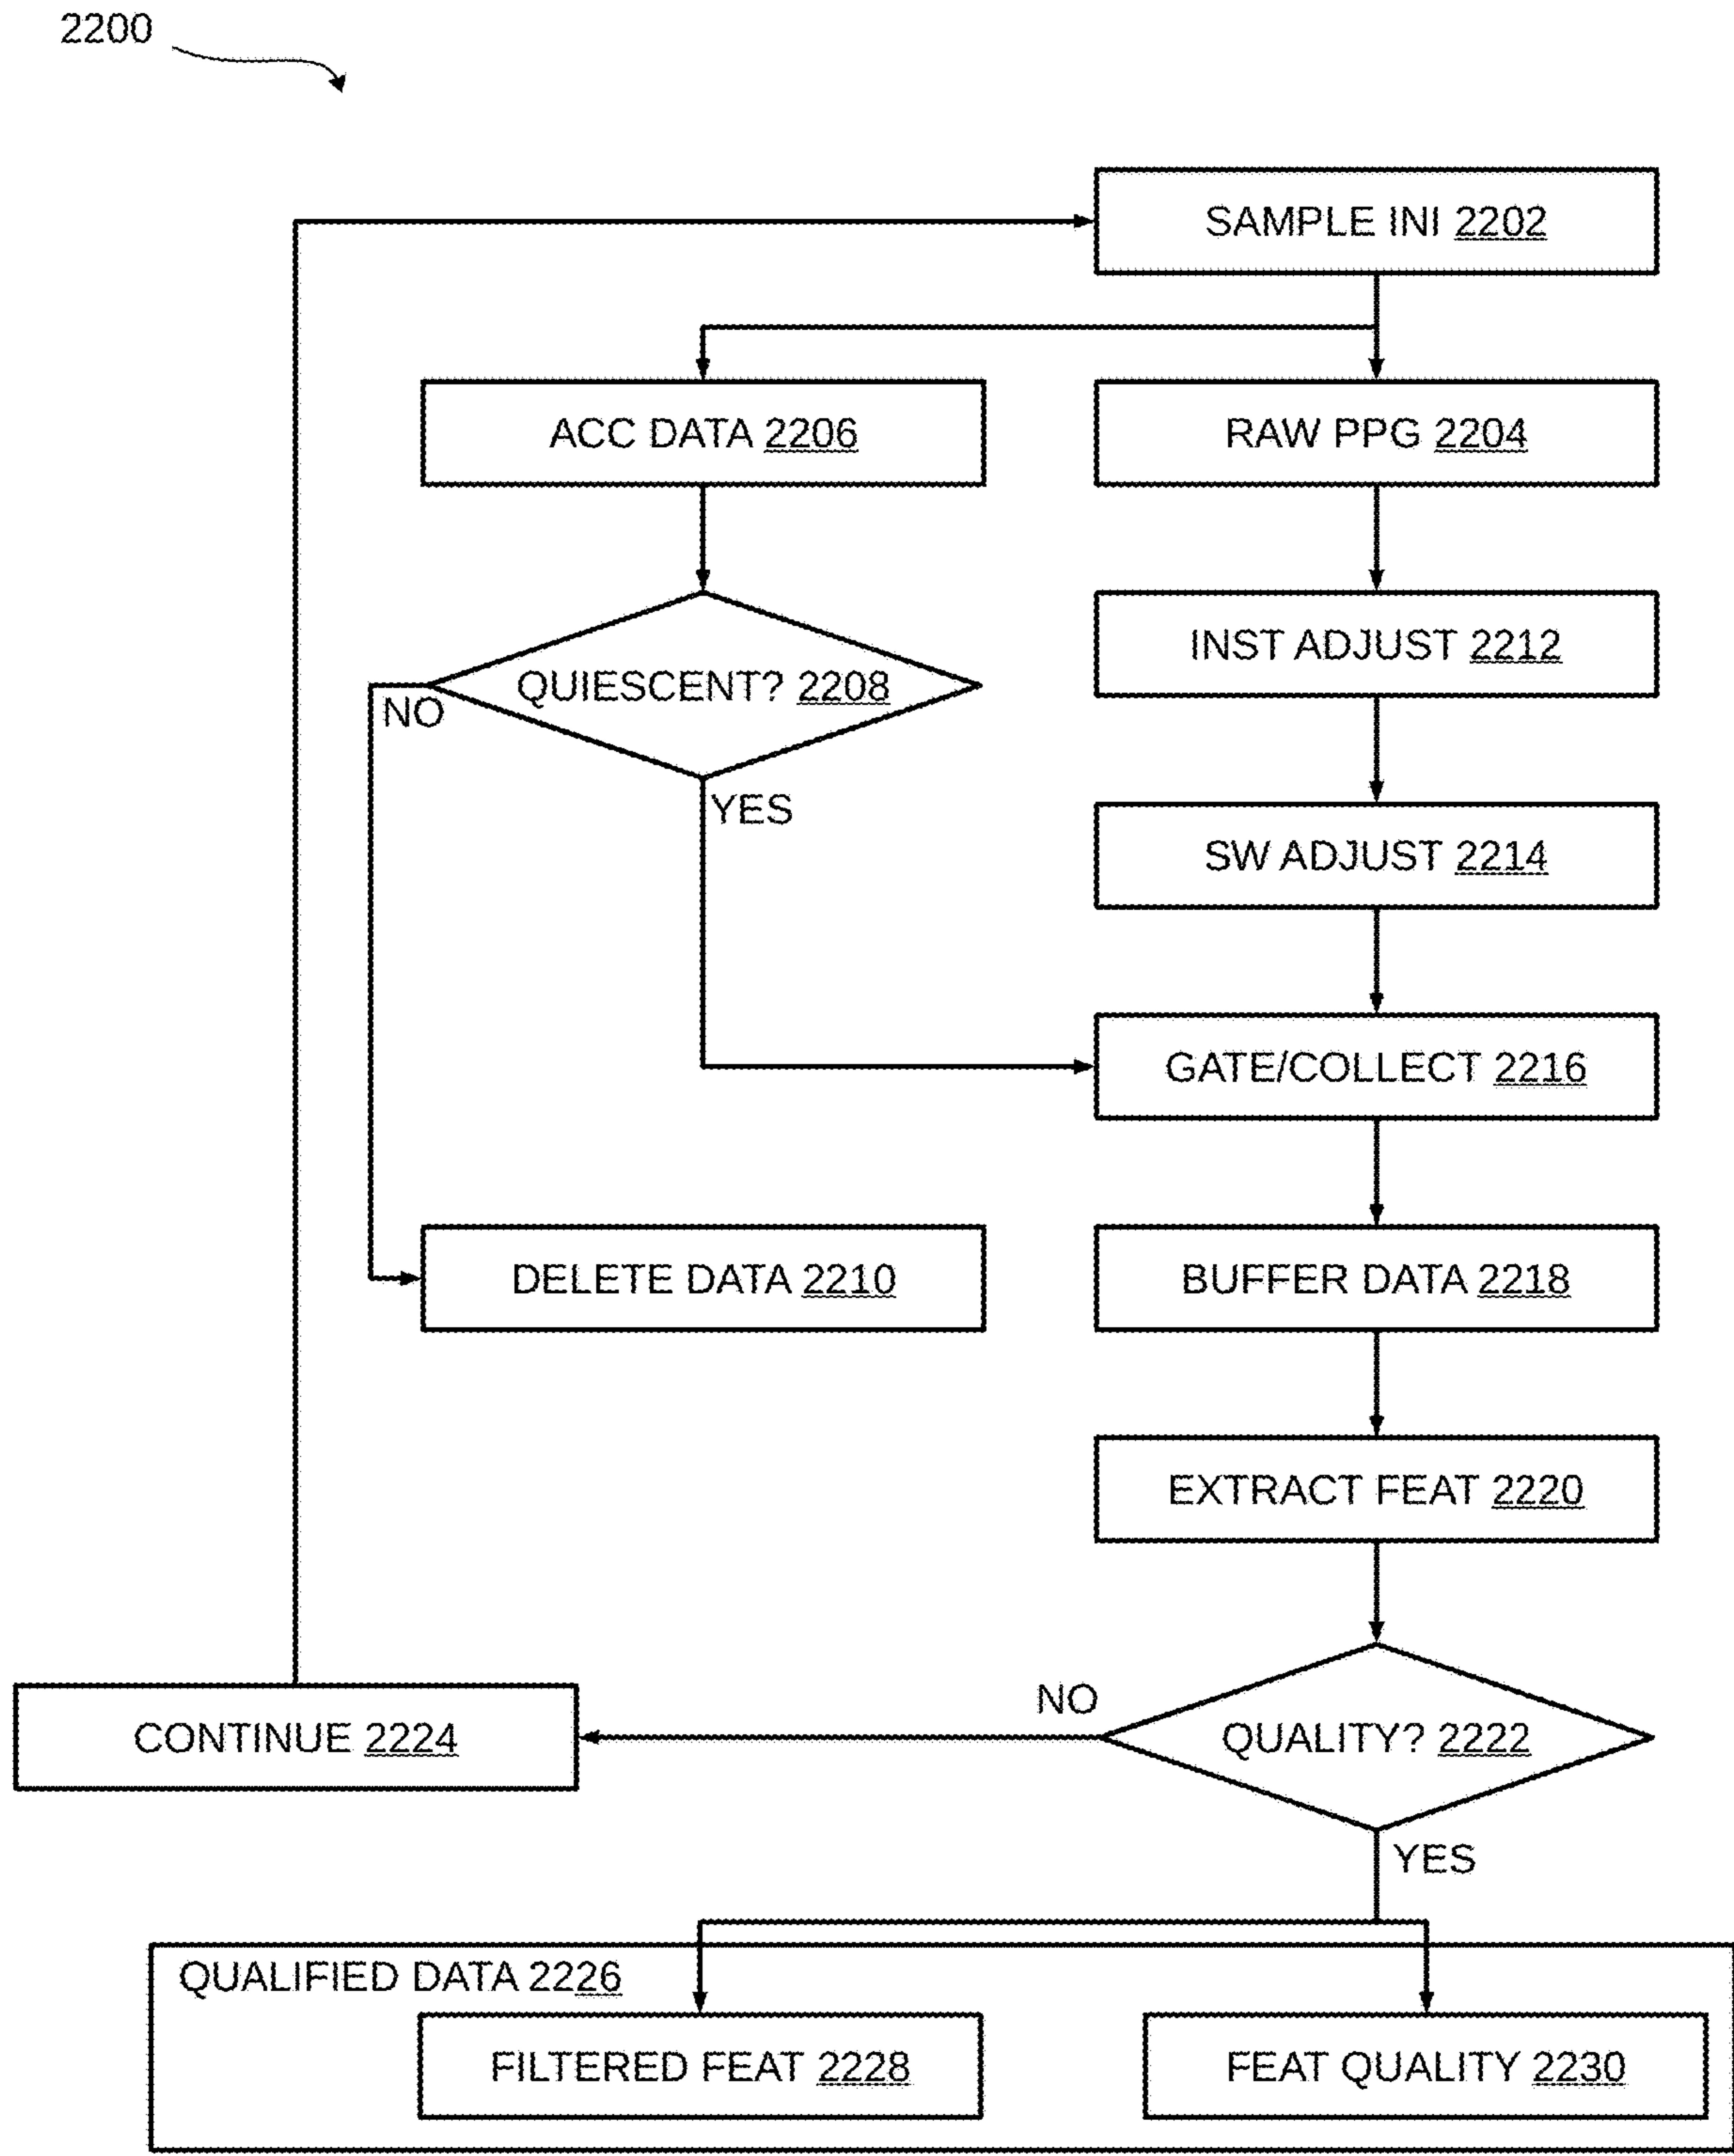 2200
SAMPLE INI 2202
ACC DATA 2206
RAW PPG 2204
QUIESCENT? 2208
INST ADJUST 2212
NO
YES
SW ADJUST 2214
GATE/COLLECT 2216
DELETE DATA 2210
BUFFER DATA 2218
EXTRACT FEAT 2220
NO
CONTINUE 2224
QUALITY? 2222
YES
QUALIFIED DATA 2226
FILTERED FEAT 2228
FEAT QUALITY 2230